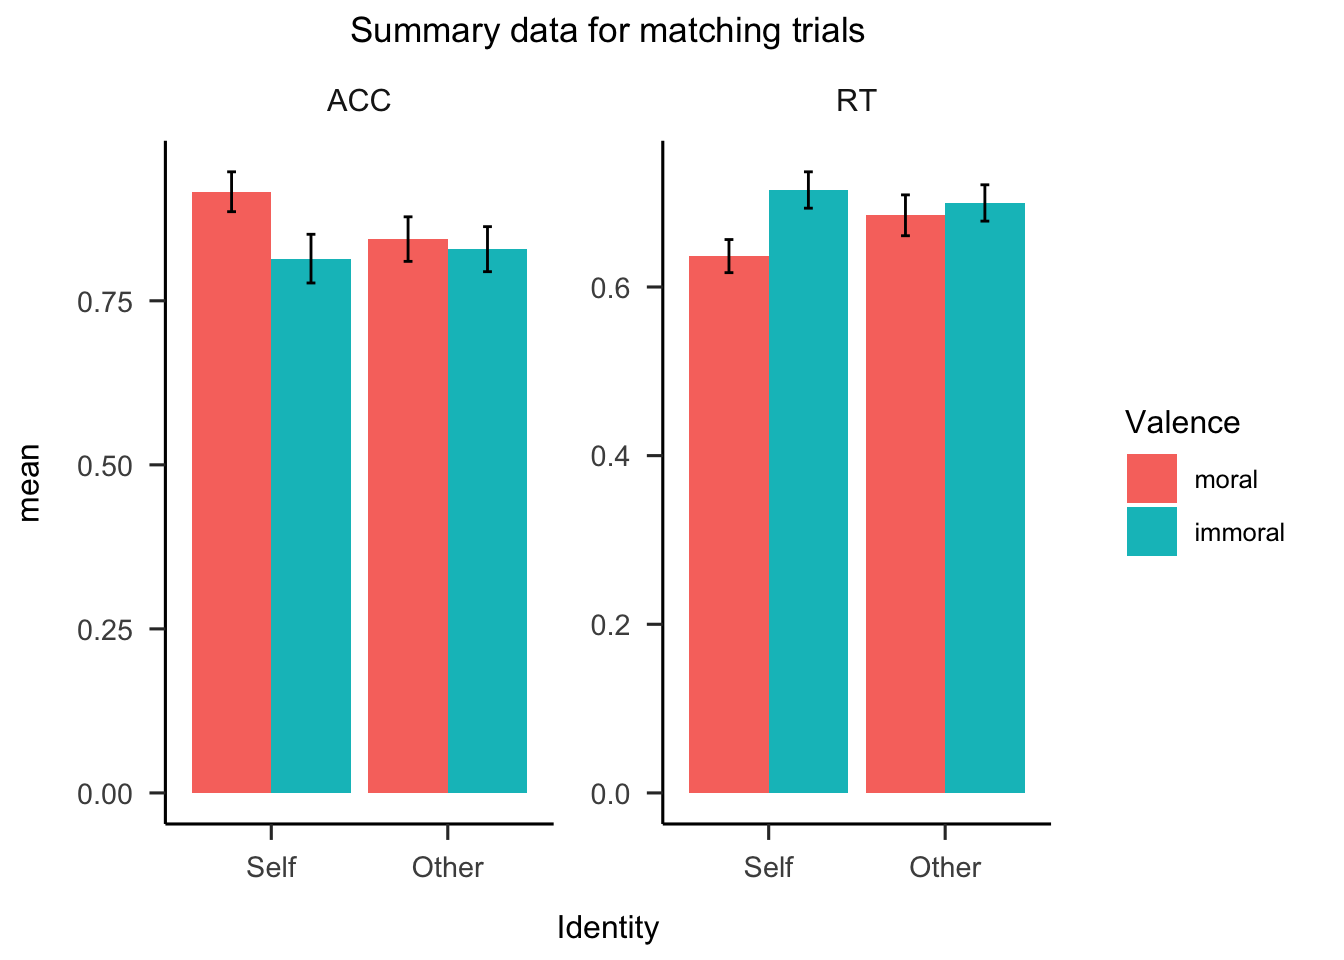 Summary data for matching trials
ACC
RT
mean
0.75
0.50
0.25
0.00
0.6
0.4
0.2
0.0
Self
Other
Self
Other
Identity
Valence
moral
immoral